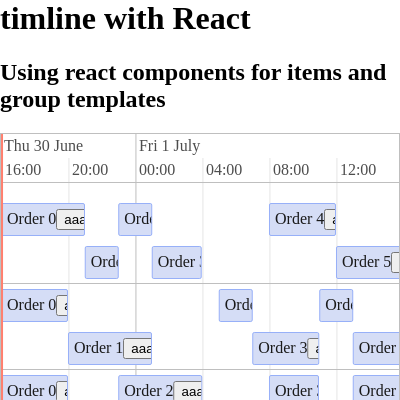 timline with React
Using react components for items and
group templates
Thu 30 June Fri 1 July
16:00 20:00 00:00 04:00 08:00 12:00
Order 0 aaa Order 4
Order 5
Order 0
Order 1 aaa Order 3 Order
Order 0 Order 2 aaa Order Order